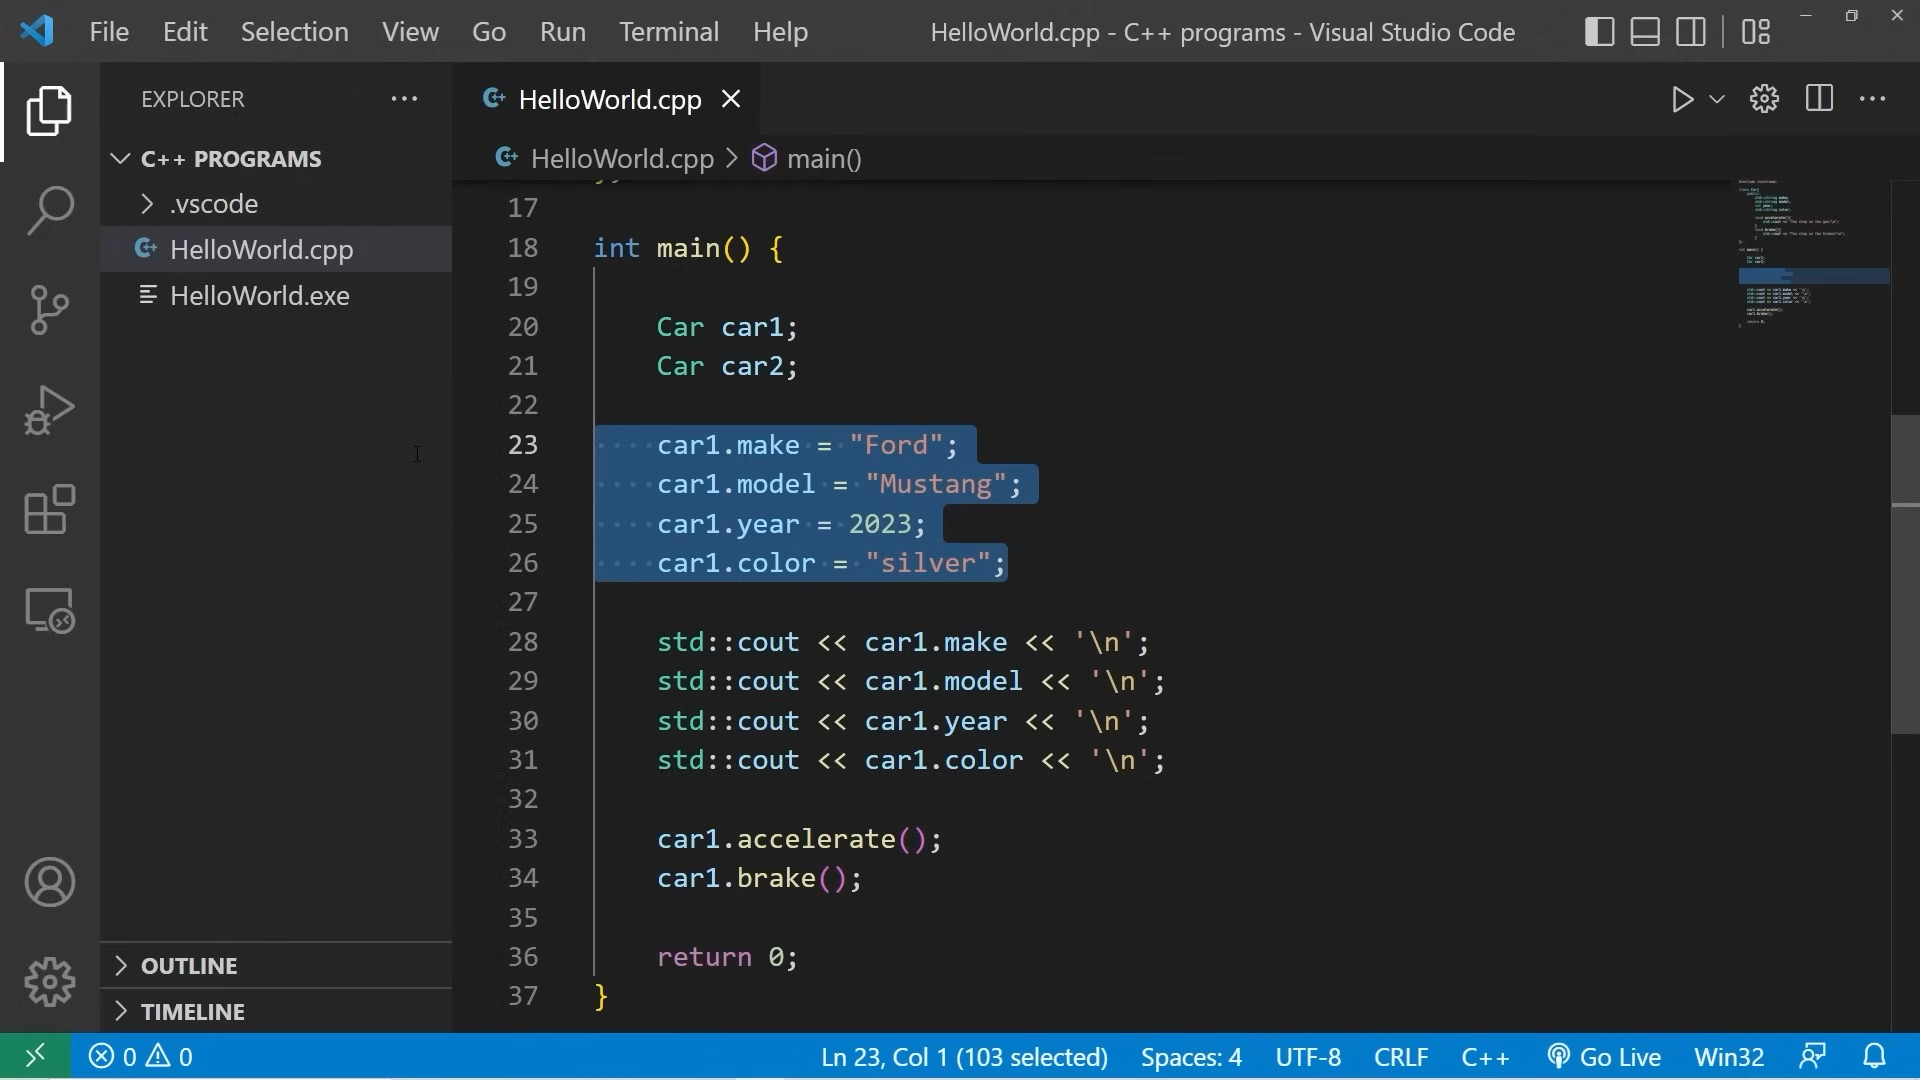 File Edit Selection View Go Run Terminal Help HelloWorld.cpp - C++ programs - Visual Studio Code
EXPLORER
C++ PROGRAMS
.vscode
HelloWorld.cpp
HelloWorld.exe
OUTLINE
TIMELINE
HelloWorld.cpp
HelloWorld.cpp > main()
17
18 int main() {
19
20 Car car1;
21 Car car2;
22
23 car1.make = "Ford";
24 car1.model = "Mustang";
25 car1.year = 2023;
26 car1.color = "silver";
27
28 std::cout << car1.make << '\n';
29 std::cout << car1.model << '\n';
30 std::cout << car1.year << '\n';
31 std::cout << car1.color << '\n';
32
33 car1.accelerate();
34 car1.brake();
35
36 return 0;
37 }
0 0 Ln 23, Col 1 (103 selected) Spaces: 4 UTF-8 CRLF C++ Go Live Win32